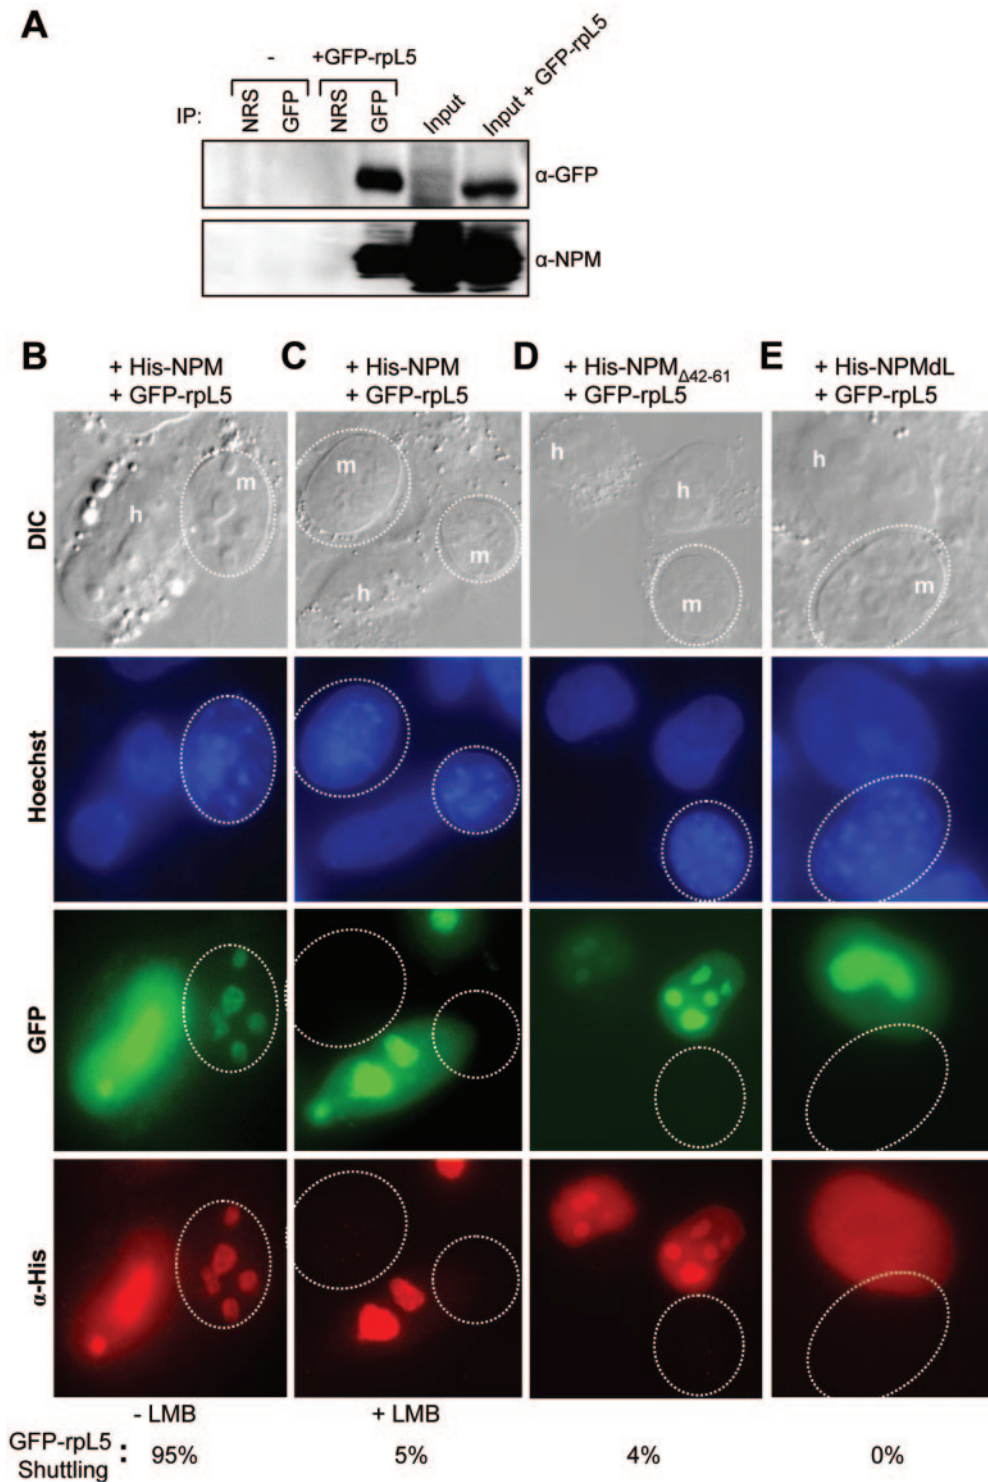 A
-
+GFP-rpL5
IP:
NRS
GFP
NRS
GFP
Input
Input + GFP-rpL5
α-GFP
α-NPM
B
+ His-NPM
+ GFP-rpL5
C
+ His-NPM
+ GFP-rpL5
D
+ His-NPMΔ42-61
+ GFP-rpL5
E
+ His-NPMdL
+ GFP-rpL5
DIC
h
m
m
h
m
h
h
m
h
m
Hoechst
GFP
α-His
- LMB
+ LMB
GFP-rpL5
Shuttling
:
95%
5%
4%
0%